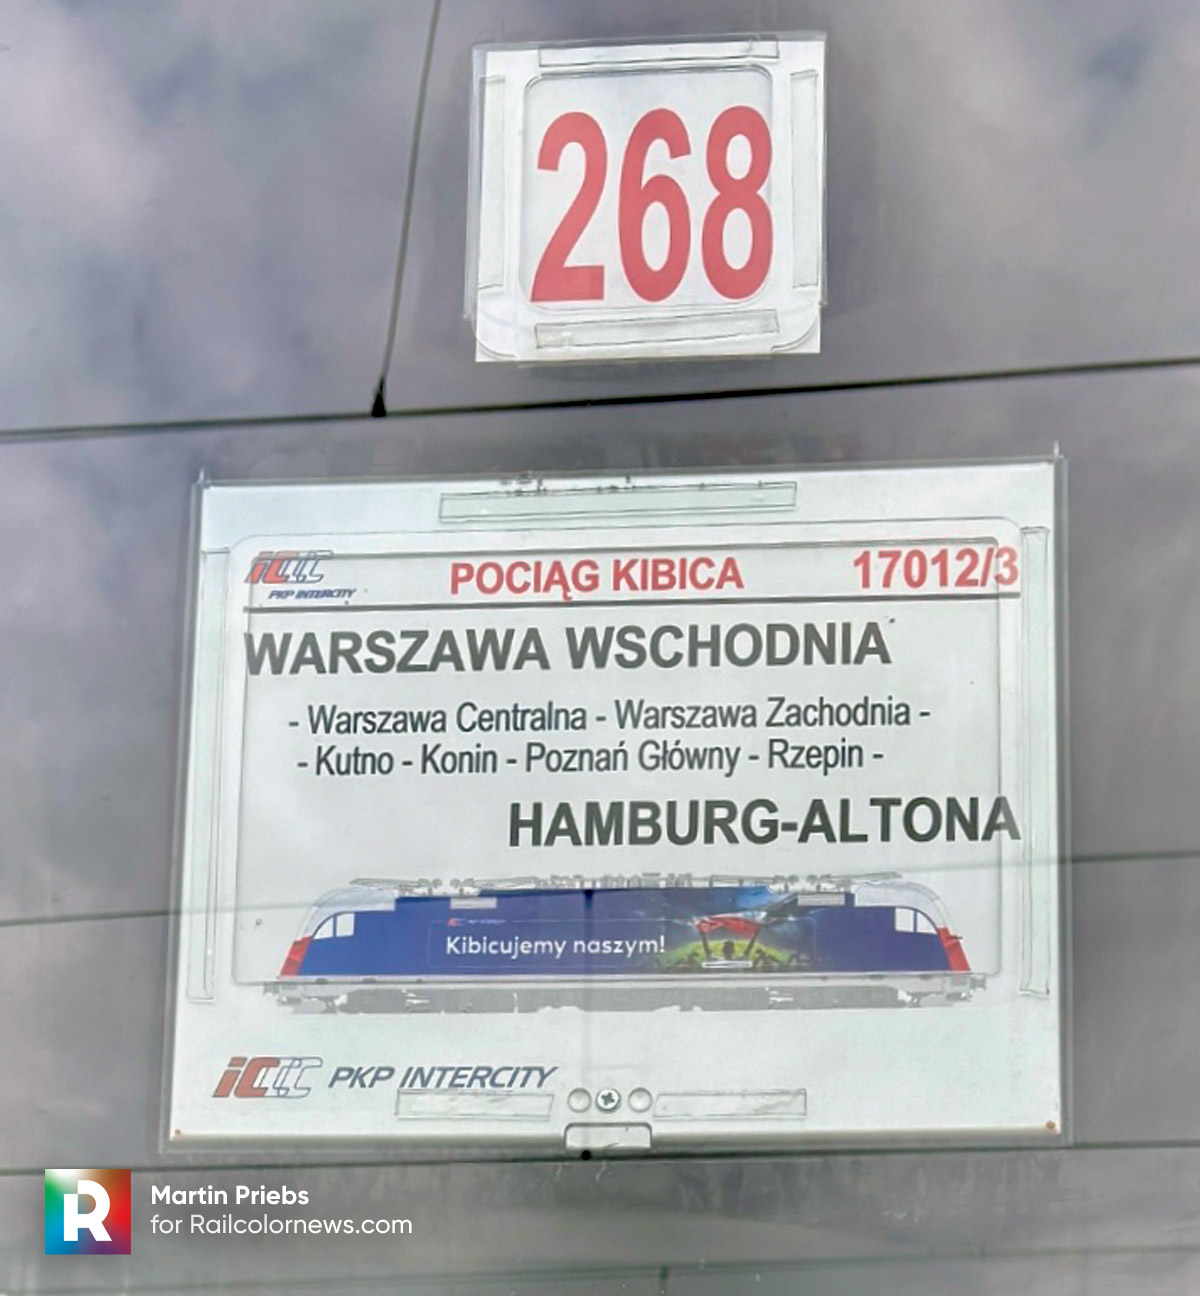 268
POCIĄG KIBICA 17012/3
PKP INTERCITY
WARSZAWA WSCHODNIA
- Warszawa Centralna - Warszawa Zachodnia -
- Kutno - Konin - Poznań Główny - Rzepin -
HAMBURG-ALTONA
Kibicujemy naszym!
PKP INTERCITY
R
Martin Priebs
for Railcolornews.com